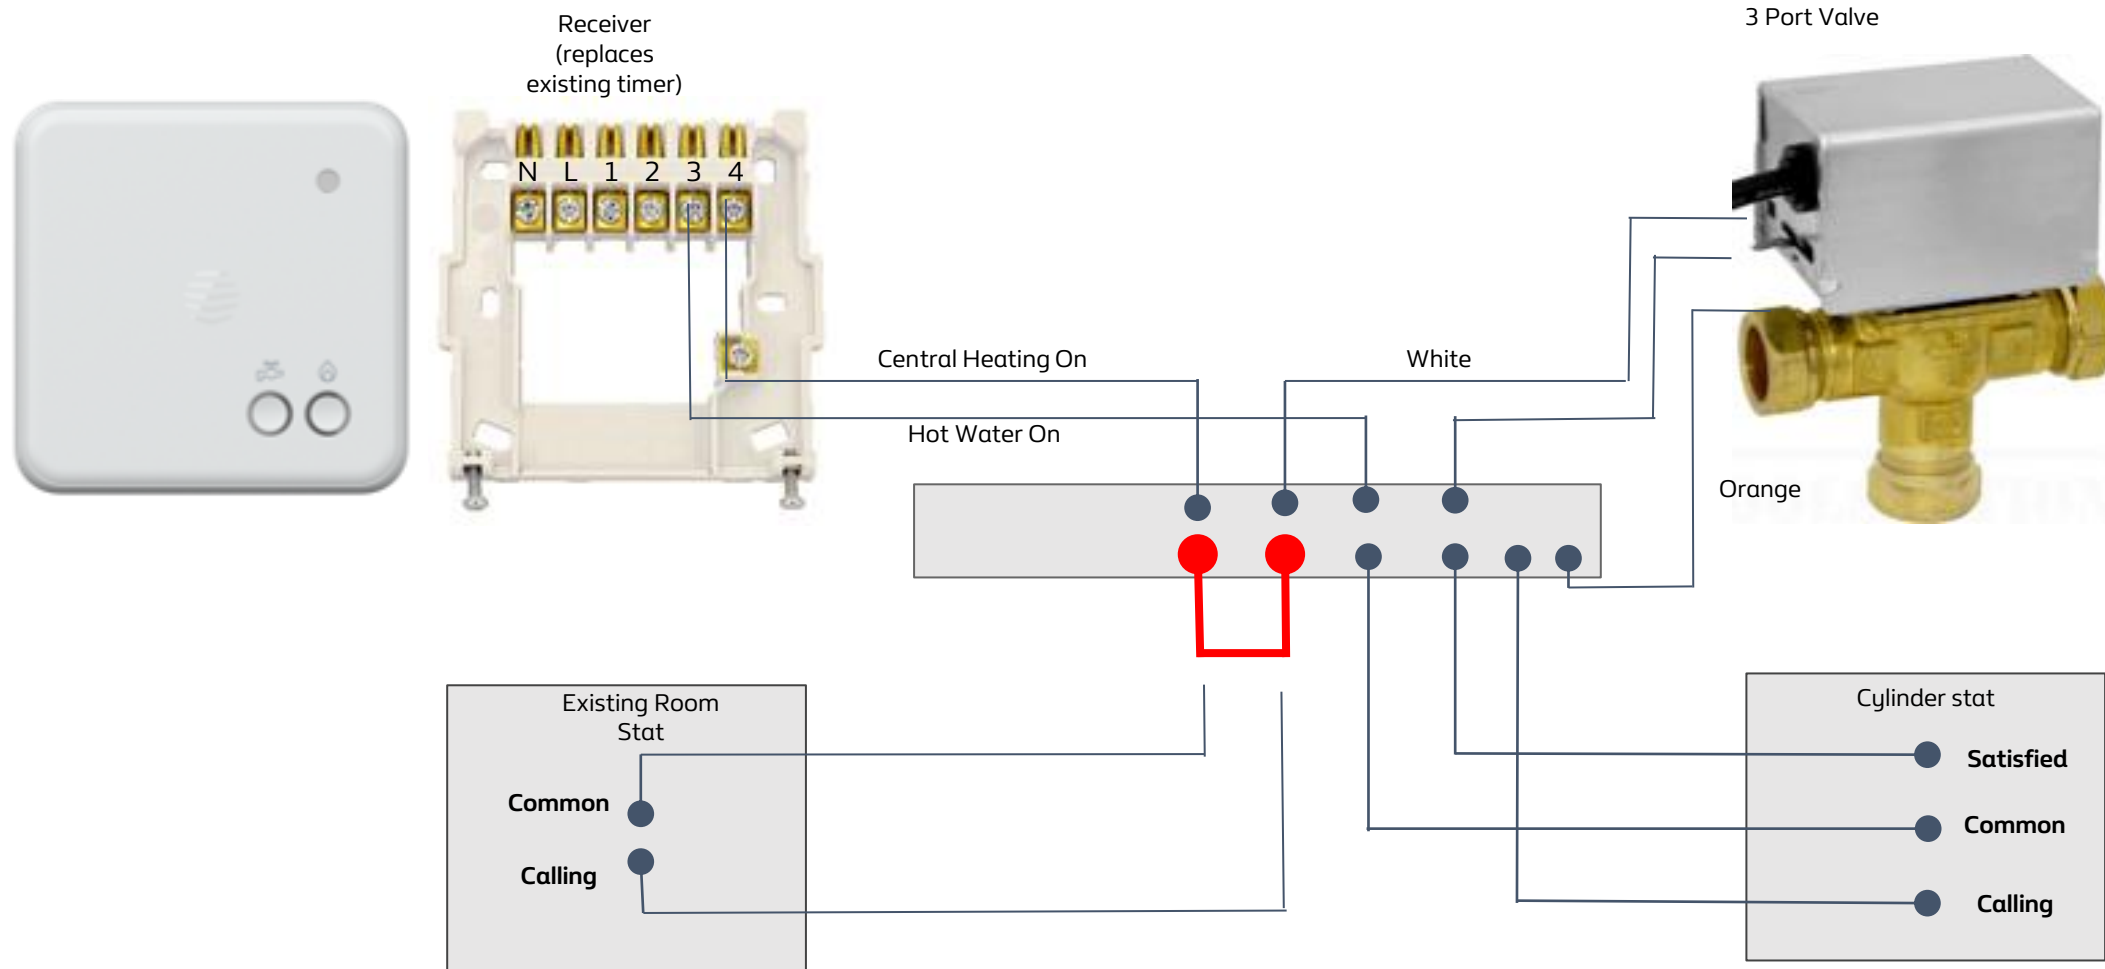 3 Port Valve
Receiver
(replaces
existing timer)
N L 1 2 3 4
Central Heating On
White
Hot Water On
Orange
Existing Room
Stat
Common
Calling
Cylinder stat
Satisfied
Common
Calling